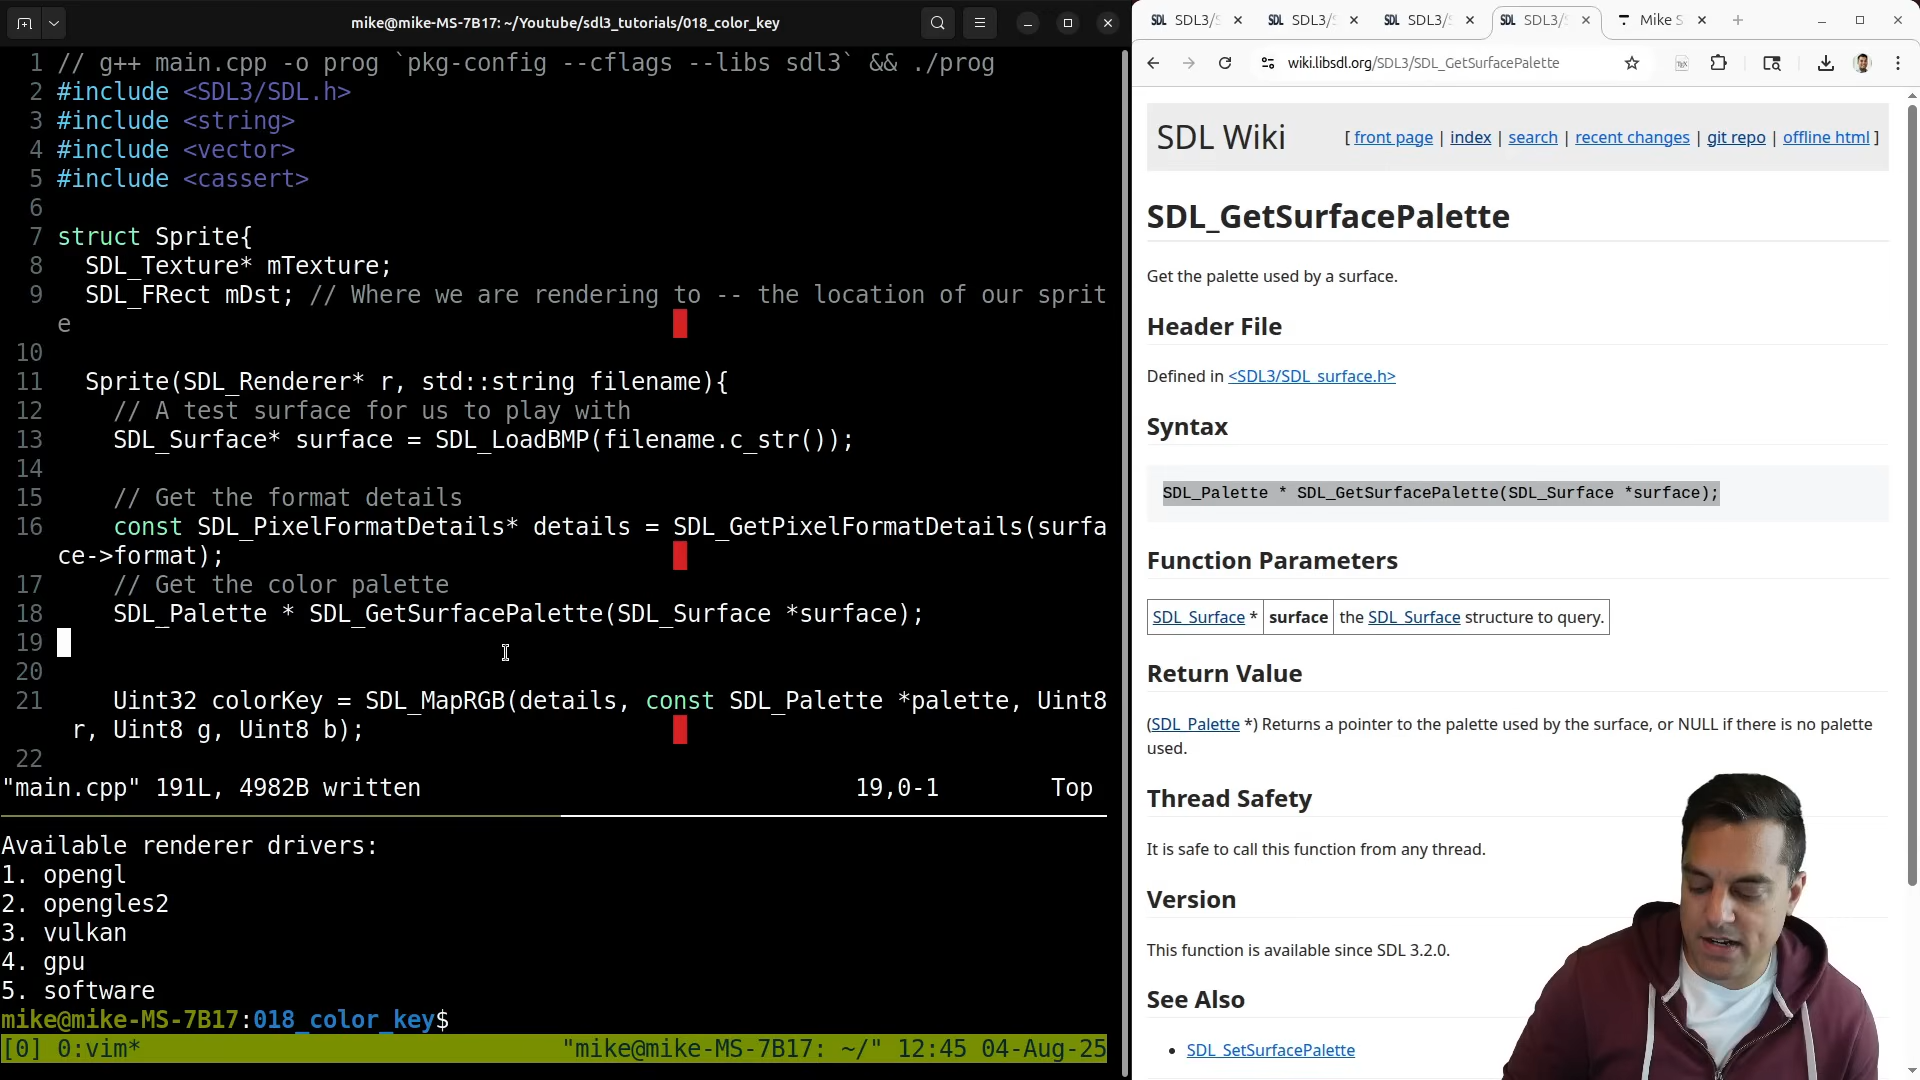 mike@mike-MS-7B17: ~/Youtube/sdl3_tutorials/018_color_key
1 // g++ main.cpp -o prog `pkg-config --cflags --libs sdl3` && ./prog
2 #include <SDL3/SDL.h>
3 #include <string>
4 #include <vector>
5 #include <cassert>
6
7 struct Sprite{
8 SDL_Texture* mTexture;
9 SDL_FRect mDst; // Where we are rendering to -- the location of our sprit
e
10
11 Sprite(SDL_Renderer* r, std::string filename){
12 // A test surface for us to play with
13 SDL_Surface* surface = SDL_LoadBMP(filename.c_str());
14
15 // Get the format details
16 const SDL_PixelFormatDetails* details = SDL_GetPixelFormatDetails(surfa
ce->format);
17 // Get the color palette
18 SDL_Palette * SDL_GetSurfacePalette(SDL_Surface *surface);
19
20
21 Uint32 colorKey = SDL_MapRGB(details, const SDL_Palette *palette, Uint8
r, Uint8 g, Uint8 b);
22
"main.cpp" 191L, 4982B written 19,0-1 Top
Available renderer drivers:
1. opengl
2. opengles2
3. vulkan
4. gpu
5. software
mike@mike-MS-7B17:018_color_key$
[0] 0:vim* "mike@mike-MS-7B17: ~/" 12:45 04-Aug-25
SDL SDL3/S SDL SDL3/S SDL SDL3/S SDL SDL3/S Mike S
wiki.libsdl.org/SDL3/SDL_GetSurfacePalette
SDL Wiki [ front page | index | search | recent changes | git repo | offline html ]
SDL_GetSurfacePalette
Get the palette used by a surface.
Header File
Defined in <SDL3/SDL_surface.h>
Syntax
SDL_Palette * SDL_GetSurfacePalette(SDL_Surface *surface);
Function Parameters
SDL_Surface * surface the SDL_Surface structure to query.
Return Value
(SDL_Palette *) Returns a pointer to the palette used by the surface, or NULL if there is no palette
used.
Thread Safety
It is safe to call this function from any thread.
Version
This function is available since SDL 3.2.0.
See Also
• SDL_SetSurfacePalette